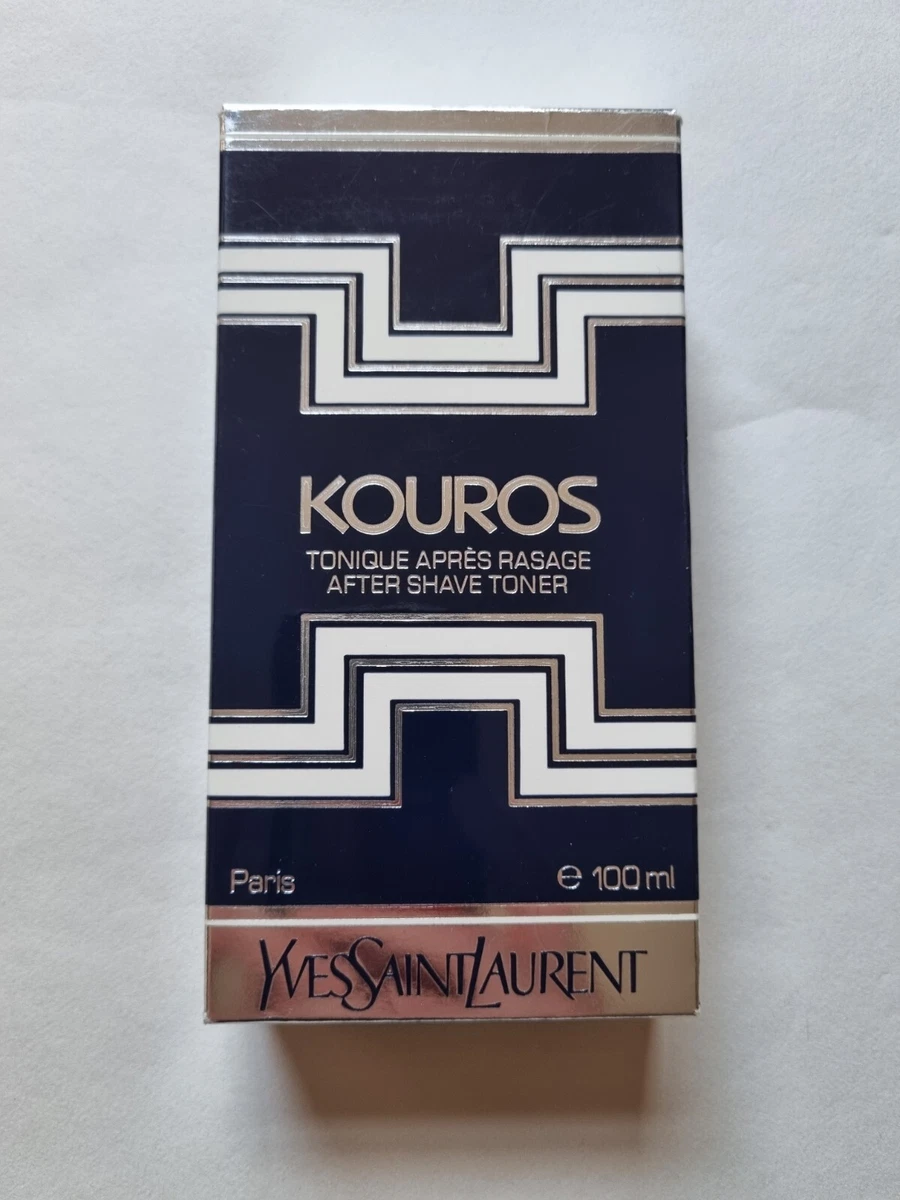 KOUROS
TONIQUE APRÈS RASAGE
AFTER SHAVE TONER
Paris ℮ 100 ml
YVESSAINTLAURENT